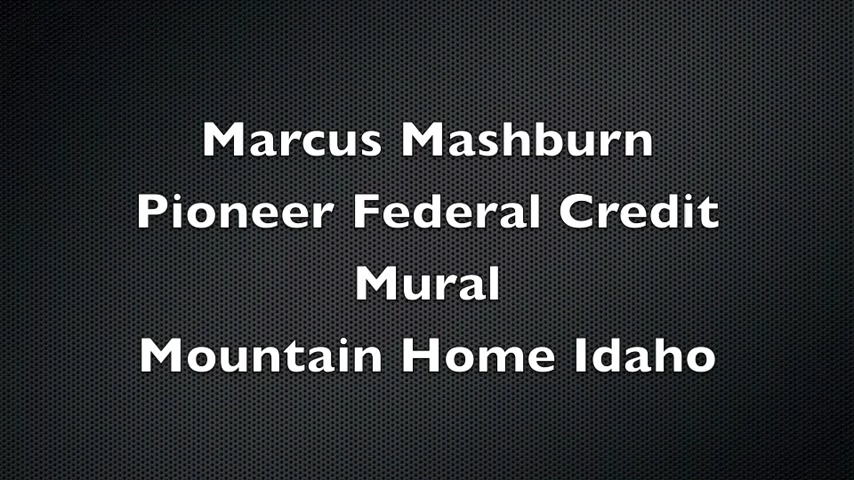 Marcus Mashburn
Pioneer Federal Credit
Mural
Mountain Home Idaho